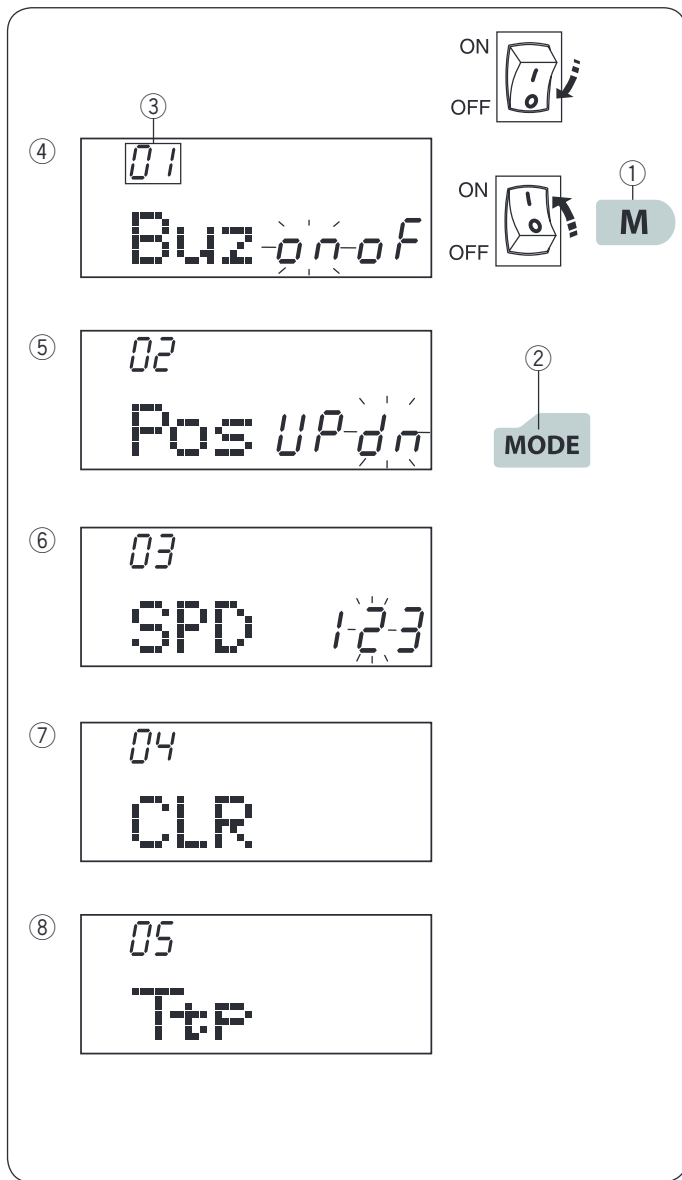 ON
OFF
③
④
01
Buz on oF
ON
OFF
①
M
⑤
02
Pos UP dn
②
MODE
⑥
03
SPD 1 2 3
⑦
04
CLR
⑧
05
Ttp